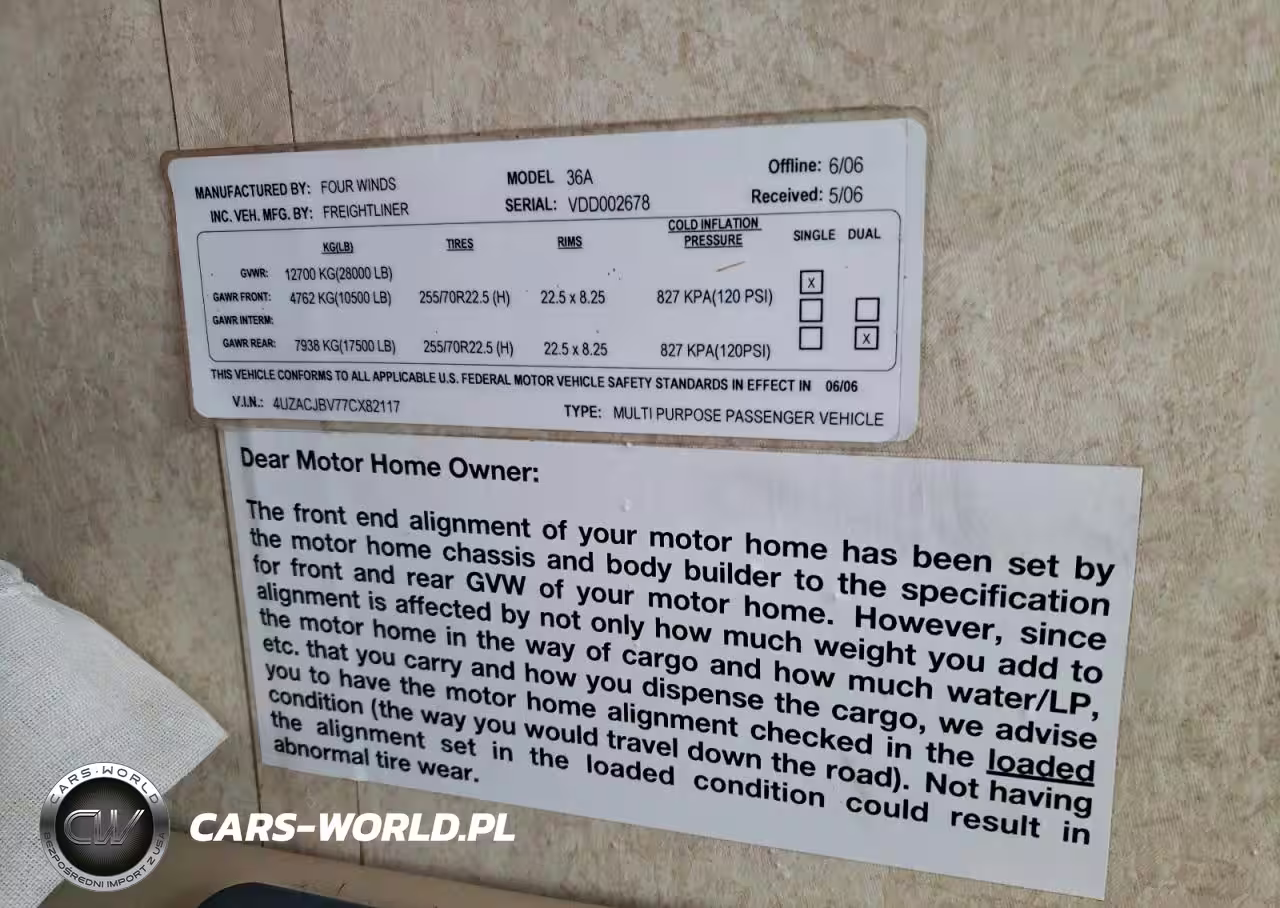 MANUFACTURED BY: FOUR WINDS MODEL 36A Offline: 6/06
INC. VEH. MFG. BY: FREIGHTLINER SERIAL: VDD002678 Received: 5/06
KG(LB) TIRES RIMS COLD INFLATION PRESSURE SINGLE DUAL
GVWR: 12700 KG(28000 LB)
GAWR FRONT: 4762 KG(10500 LB) 255/70R22.5 (H) 22.5 x 8.25 827 KPA(120 PSI) X
GAWR INTERM:
GAWR REAR: 7938 KG(17500 LB) 255/70R22.5 (H) 22.5 x 8.25 827 KPA(120PSI) X
THIS VEHICLE CONFORMS TO ALL APPLICABLE U.S. FEDERAL MOTOR VEHICLE SAFETY STANDARDS IN EFFECT IN 06/06
V.I.N.: 4UZACJBV77CX82117 TYPE: MULTI PURPOSE PASSENGER VEHICLE
Dear Motor Home Owner:
The front end alignment of your motor home has been set by
the motor home chassis and body builder to the specification
for front and rear GVW of your motor home. However, since
alignment is affected by not only how much weight you add to
the motor home in the way of cargo and how much water/LP,
etc. that you carry and how you dispense the cargo, we advise
you to have the motor home alignment checked in the loaded
condition (the way you would travel down the road). Not having
the alignment set in the loaded condition could result in
abnormal tire wear.
CARS-WORLD
CW
BEZPOŚREDNI IMPORT Z USA
CARS-WORLD.PL